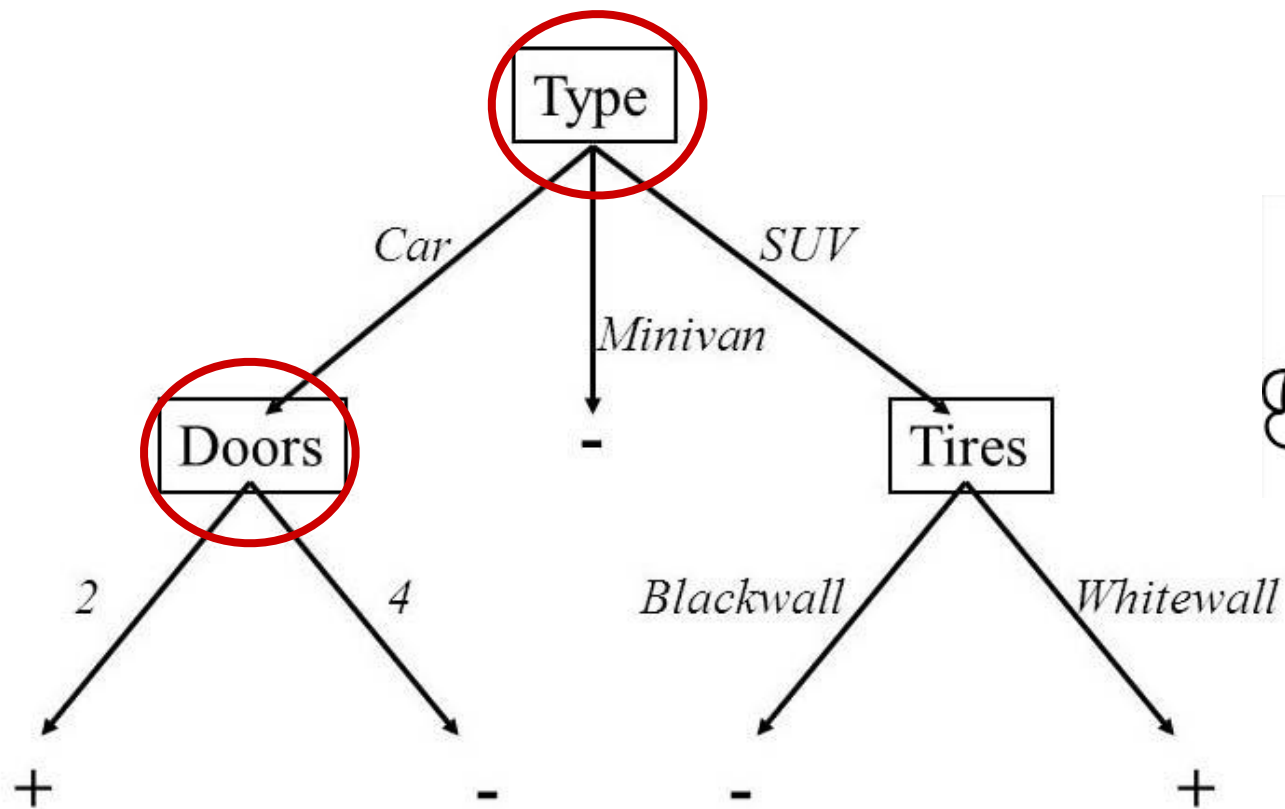 Type
Car
SUV
Minivan
-
Doors
Tires
2
4
Blackwall
Whitewall
+
-
-
+